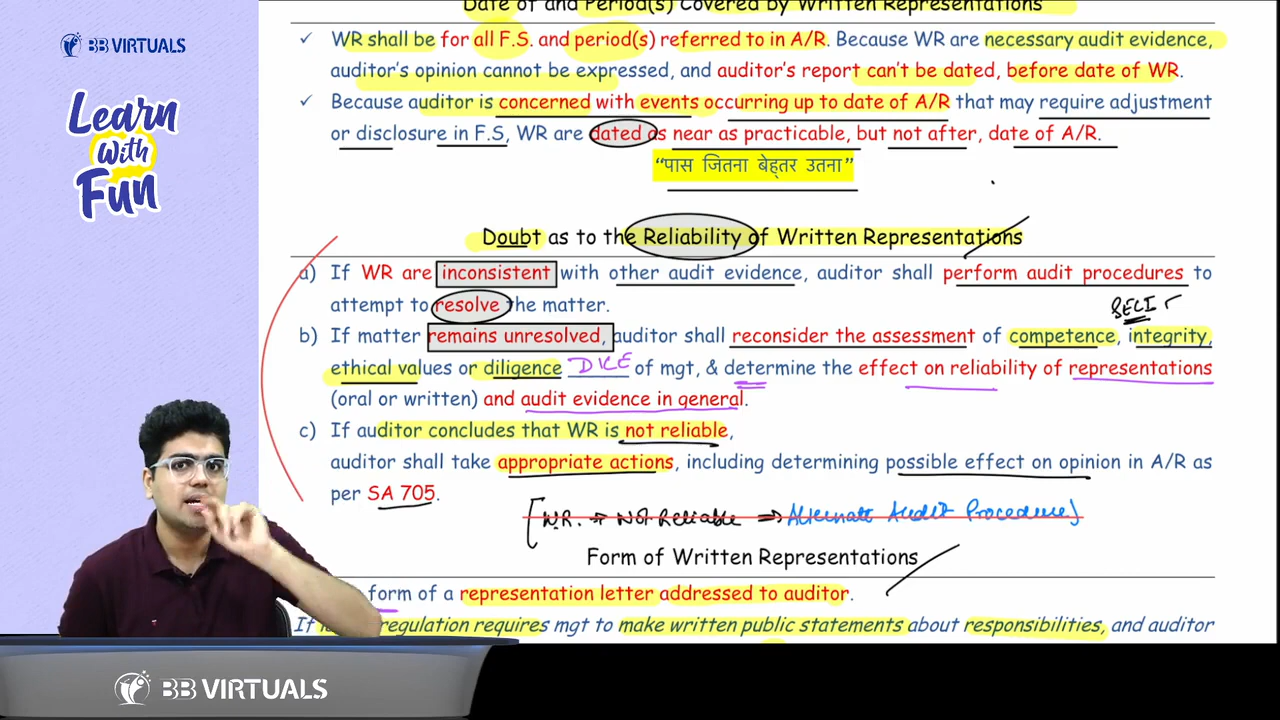 Date of and Period(s) Covered by Written Representations
BB VIRTUALS
Learn
With
Fun
✓ WR shall be for all F.S. and period(s) referred to in A/R. Because WR are necessary audit evidence,
auditor's opinion cannot be expressed, and auditor's report can't be dated, before date of WR.
✓ Because auditor is concerned with events occurring up to date of A/R that may require adjustment
or disclosure in F.S, WR are dated as near as practicable, but not after, date of A/R.
“पास जितना बेहतर उतना”
Doubt as to the Reliability of Written Representations
a) If WR are inconsistent with other audit evidence, auditor shall perform audit procedures to
attempt to resolve the matter.
b) If matter remains unresolved, auditor shall reconsider the assessment of competence, integrity,
ethical values or diligence DICE of mgt, & determine the effect on reliability of representations
(oral or written) and audit evidence in general.
c) If auditor concludes that WR is not reliable,
auditor shall take appropriate actions, including determining possible effect on opinion in A/R as
per SA 705.
[W.R. → Not Reliable ⇒ Alternate Audit Procedure]
Form of Written Representations
form of a representation letter addressed to auditor.
If regulation requires mgt to make written public statements about responsibilities, and auditor
BB VIRTUALS